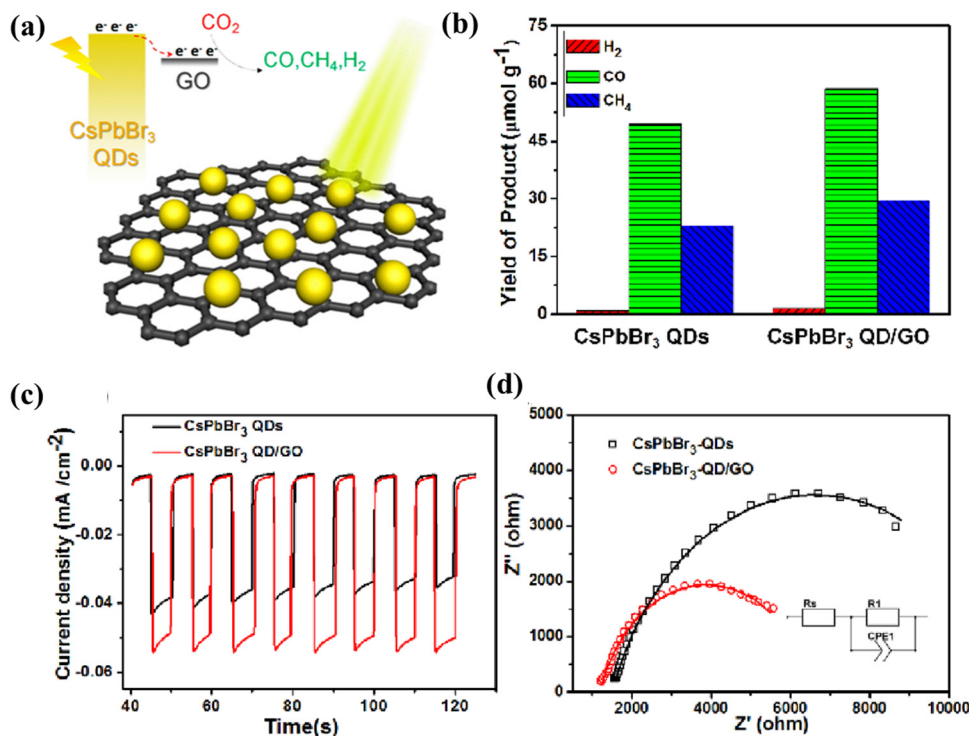 (a)
e⁻ e⁻ e⁻
CO₂
e⁻ e⁻ e⁻
GO
CO,CH₄,H₂
CsPbBr₃
QDs
(b)
Yield of Product (μmol g⁻¹)
75
60
45
30
15
0
H₂
CO
CH₄
CsPbBr₃ QDs
CsPbBr₃ QD/GO
(c)
CsPbBr₃ QDs
CsPbBr₃ QD/GO
Current density (mA /cm⁻²)
0.00
-0.02
-0.04
-0.06
40 60 80 100 120
Time(s)
(d)
Z'' (ohm)
5000
4000
3000
2000
1000
0
CsPbBr₃-QDs
CsPbBr₃-QD/GO
Rs
R1
CPE1
2000 4000 6000 8000 10000
Z' (ohm)